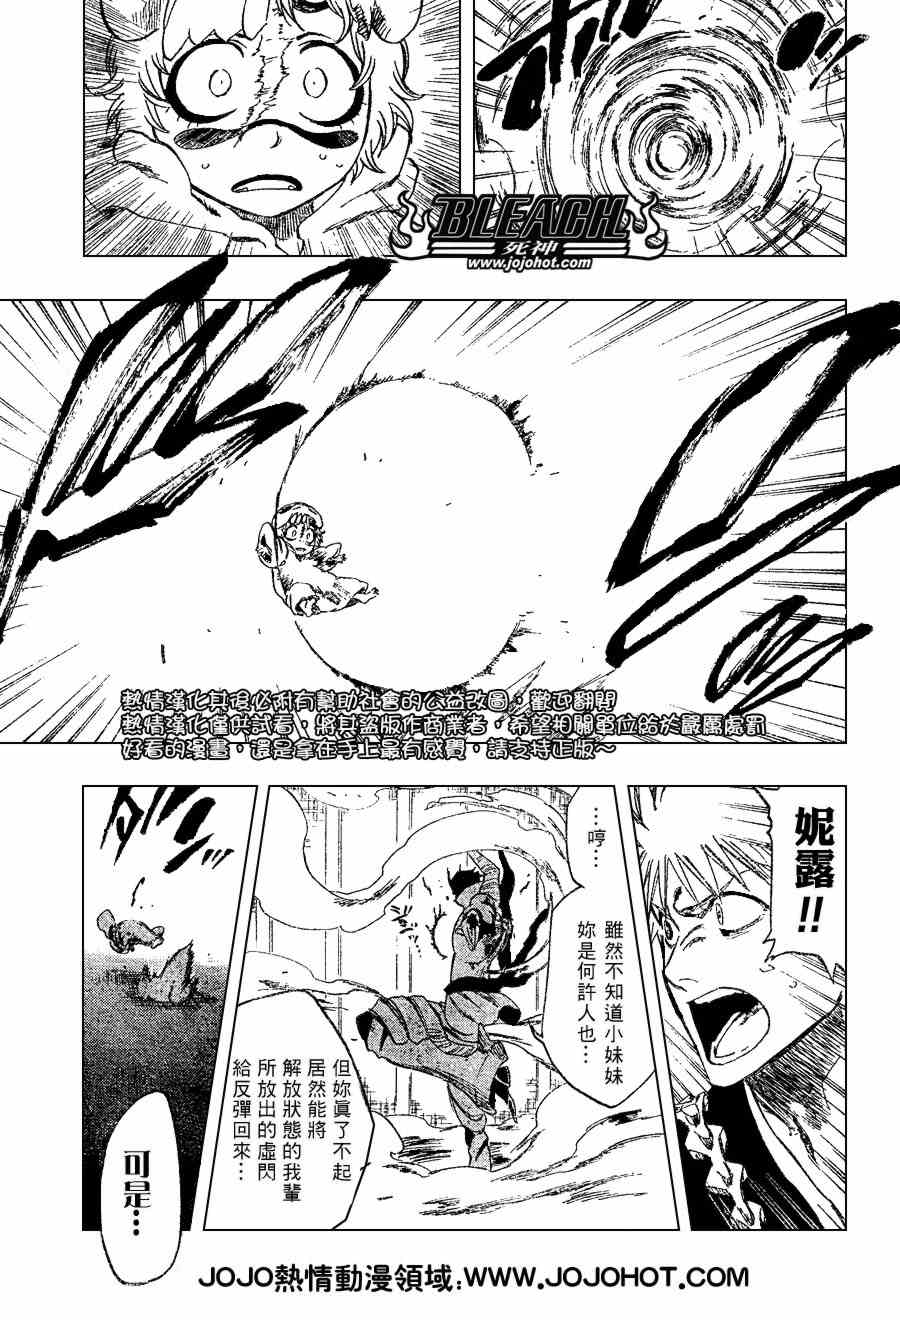 BLEACH
死神
www.jojohot.com
熱情漢化其後必附有幫助社會的公益改圖，歡迎翻閱
熱情漢化僅供試看，將其盜版作商業者，希望相關單位給於嚴厲處罰
好看的漫畫，還是拿在手上最有感覺，請支持正版～
妮露!!
…哼…
雖然不知道小妹妹
妳是何許人也…
但妳真了不起
居然能將
解放狀態的我輩
所放出的虛閃
給反彈回來…
可是…
JOJO熱情動漫領域:WWW.JOJOHOT.COM